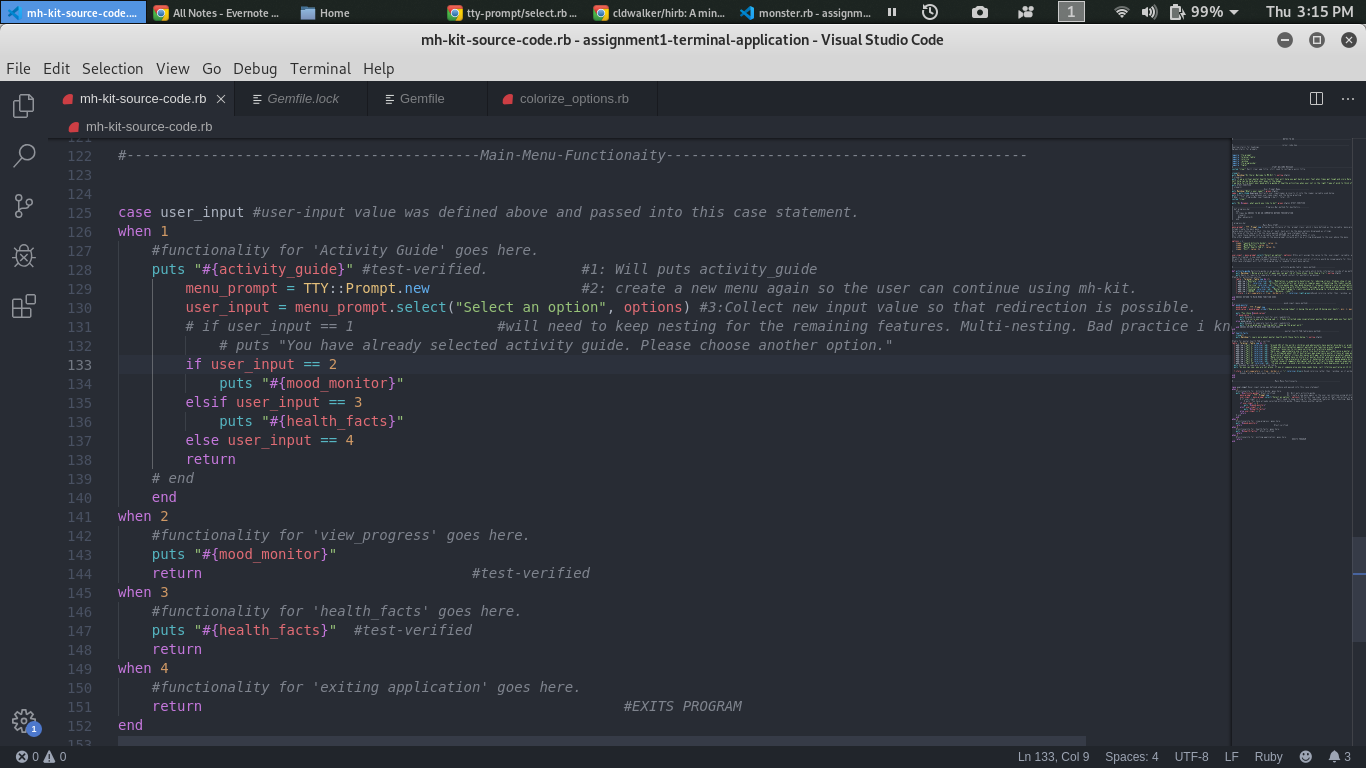 mh-kit-source-code.... All Notes - Evernote ... Home tty-prompt/select.rb ... cldwalker/hirb: A min... monster.rb - assignm... 1 99% Thu 3:15 PM
mh-kit-source-code.rb - assignment1-terminal-application - Visual Studio Code
File Edit Selection View Go Debug Terminal Help
mh-kit-source-code.rb Gemfile.lock Gemfile colorize_options.rb
mh-kit-source-code.rb
121
122 #------------------------------------------Main-Menu-Functionaity-------------------------------------------
123
124
125 case user_input #user-input value was defined above and passed into this case statement.
126 when 1
127 #functionality for 'Activity Guide' goes here.
128 puts "#{activity_guide}" #test-verified. #1: Will puts activity_guide
129 menu_prompt = TTY::Prompt.new #2: create a new menu again so the user can continue using mh-kit.
130 user_input = menu_prompt.select("Select an option", options) #3:Collect new input value so that redirection is possible.
131 # if user_input == 1 #will need to keep nesting for the remaining features. Multi-nesting. Bad practice i kn
132 # puts "You have already selected activity guide. Please choose another option."
133 if user_input == 2
134 puts "#{mood_monitor}"
135 elsif user_input == 3
136 puts "#{health_facts}"
137 else user_input == 4
138 return
139 # end
140 end
141 when 2
142 #functionality for 'view_progress' goes here.
143 puts "#{mood_monitor}"
144 return #test-verified
145 when 3
146 #functionality for 'health_facts' goes here.
147 puts "#{health_facts}" #test-verified
148 return
149 when 4
150 #functionality for 'exiting application' goes here.
151 return #EXITS PROGRAM
152 end
153
1
0 0 Ln 133, Col 9 Spaces: 4 UTF-8 LF Ruby 3